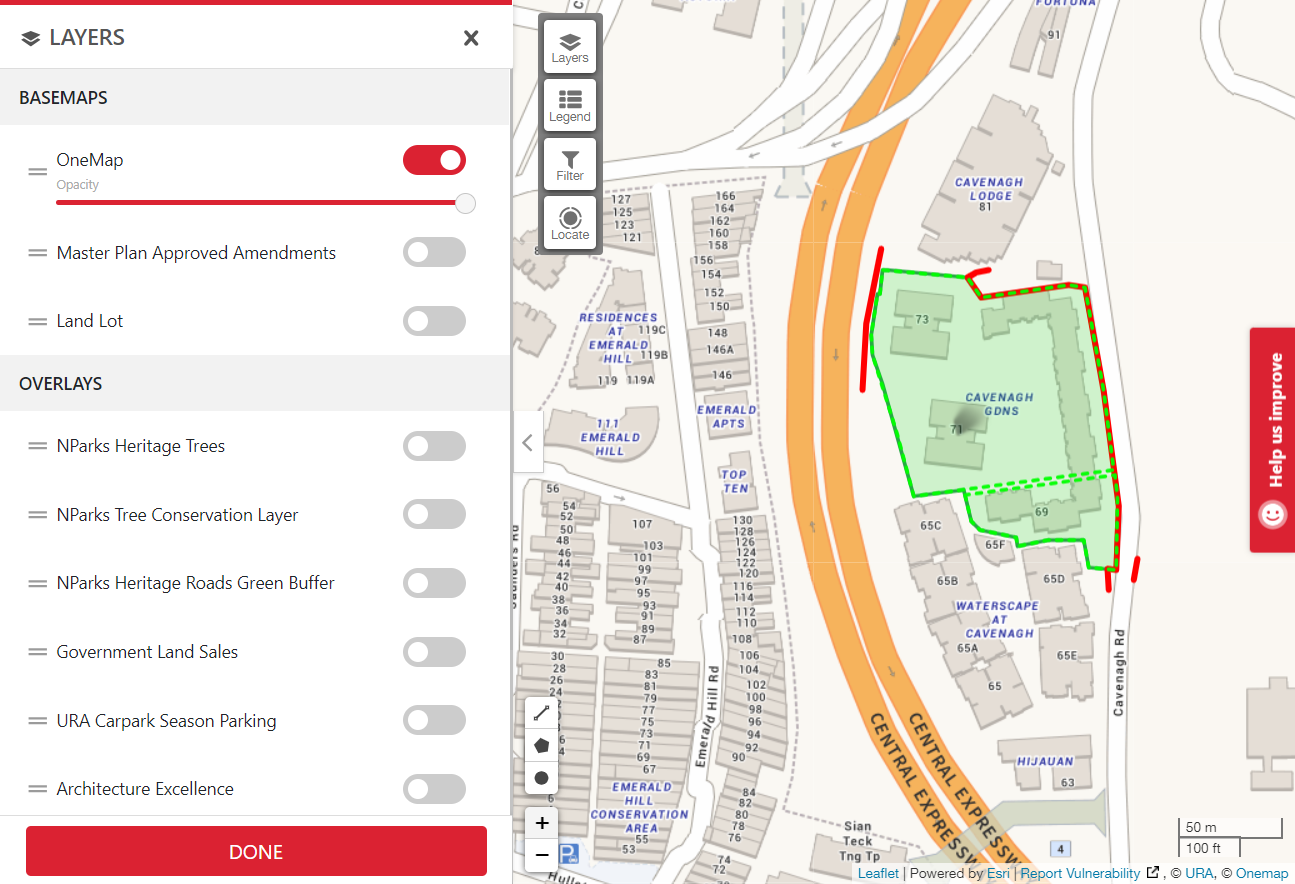 LAYERS
BASEMAPS
OneMap
Opacity
Master Plan Approved Amendments
Land Lot
OVERLAYS
NParks Heritage Trees
NParks Tree Conservation Layer
NParks Heritage Roads Green Buffer
Government Land Sales
URA Carpark Season Parking
Architecture Excellence
DONE
Layers
Legend
Filter
Locate
FORTUNA
91
CAVENAGH
LODGE
81
127
125
123
121
166
164
162
160
158
156
154
152
150
148
146A
146
RESIDENCES
AT
EMERALD
HILL
119C
119B
119
119A
111
EMERALD
HILL
EMERALD
APTS
TOP
TEN
73
CAVENAGH
GDNS
71
69
65C
65F
65B
65D
WATERSCAPE
AT
CAVENAGH
65A
65E
65
Cavenagh Rd
HIJAUAN
63
56
54
52
50
48
46
44
42
40
38
36
34
32
30
28
26
24
107
103
101
99
97
95
93
91
89
87
85
83
81
79
77
75
73
71
69
67
EMERALD
HILL
CONSERVATION
AREA
55
53
130
128
126
124
122
120
116
114
112
110
108
106
104
102
100
98
96
94
92
90
84
82
80
78
76
74
72
Saunders Rd
Emerald Hill Rd
CENTRAL EXPRESSW
CENTRAL EXPRESSW
Sian
Teck
Tng Tp
4
P
Hulle
+
−
50 m
100 ft
Help us improve
Leaflet | Powered by Esri | Report Vulnerability , © URA, © Onemap